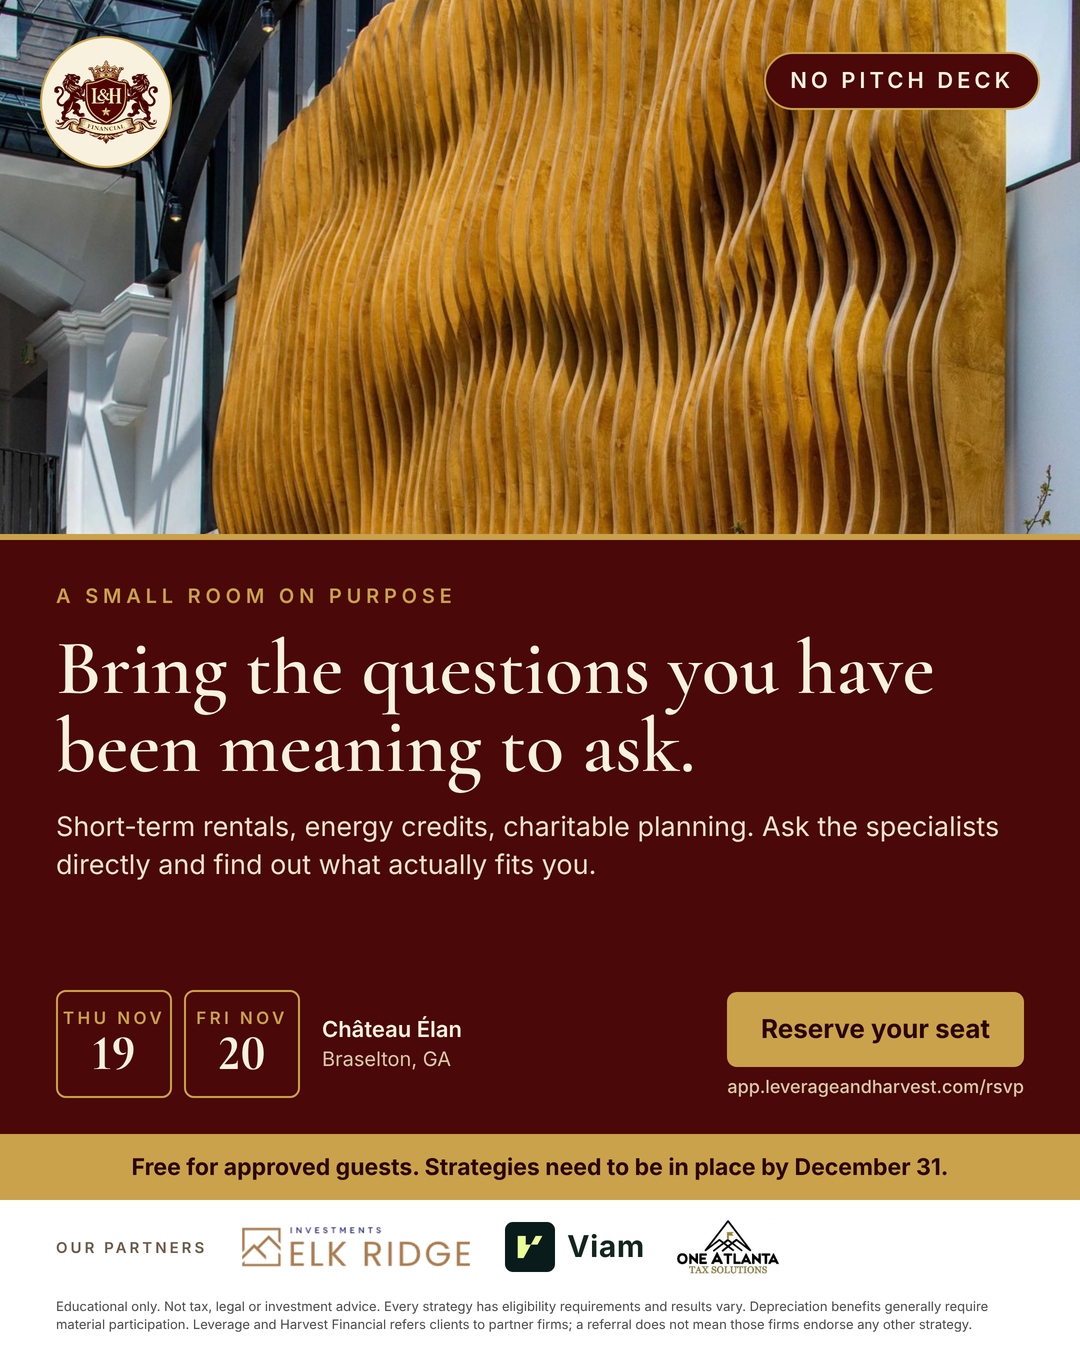 L&H
FINANCIAL
NO PITCH DECK
A SMALL ROOM ON PURPOSE
Bring the questions you have
been meaning to ask.
Short-term rentals, energy credits, charitable planning. Ask the specialists
directly and find out what actually fits you.
THU NOV
19
FRI NOV
20
Château Élan
Braselton, GA
Reserve your seat
app.leverageandharvest.com/rsvp
Free for approved guests. Strategies need to be in place by December 31.
OUR PARTNERS
INVESTMENTS
ELK RIDGE
Viam
ONE ATLANTA
TAX SOLUTIONS
Educational only. Not tax, legal or investment advice. Every strategy has eligibility requirements and results vary. Depreciation benefits generally require
material participation. Leverage and Harvest Financial refers clients to partner firms; a referral does not mean those firms endorse any other strategy.